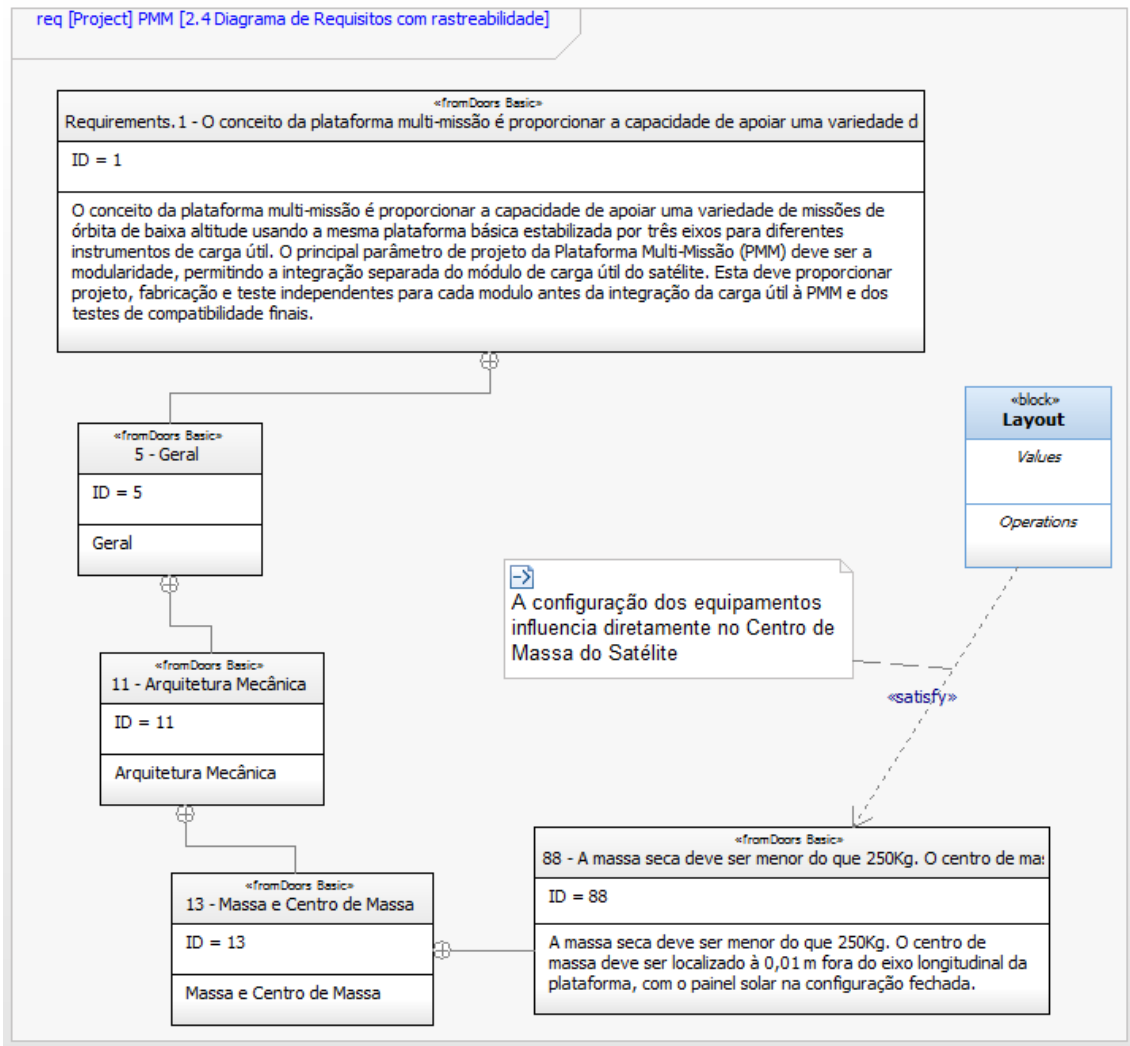 req [Project] PMM [2.4 Diagrama de Requisitos com rastreabilidade]
«fromDoors Basic»
Requirements.1 - O conceito da plataforma multi-missão é proporcionar a capacidade de apoiar uma variedade d
ID = 1
O conceito da plataforma multi-missão é proporcionar a capacidade de apoiar uma variedade de missões de
órbita de baixa altitude usando a mesma plataforma básica estabilizada por três eixos para diferentes
instrumentos de carga útil. O principal parâmetro de projeto da Plataforma Multi-Missão (PMM) deve ser a
modularidade, permitindo a integração separada do módulo de carga útil do satélite. Esta deve proporcionar
projeto, fabricação e teste independentes para cada modulo antes da integração da carga útil à PMM e dos
testes de compatibilidade finais.
«fromDoors Basic»
5 - Geral
ID = 5
Geral
«block»
Layout
Values
Operations
A configuração dos equipamentos
influencia diretamente no Centro de
Massa do Satélite
«satisfy»
«fromDoors Basic»
11 - Arquitetura Mecânica
ID = 11
Arquitetura Mecânica
«fromDoors Basic»
13 - Massa e Centro de Massa
ID = 13
Massa e Centro de Massa
«fromDoors Basic»
88 - A massa seca deve ser menor do que 250Kg. O centro de mas
ID = 88
A massa seca deve ser menor do que 250Kg. O centro de
massa deve ser localizado à 0,01 m fora do eixo longitudinal da
plataforma, com o painel solar na configuração fechada.